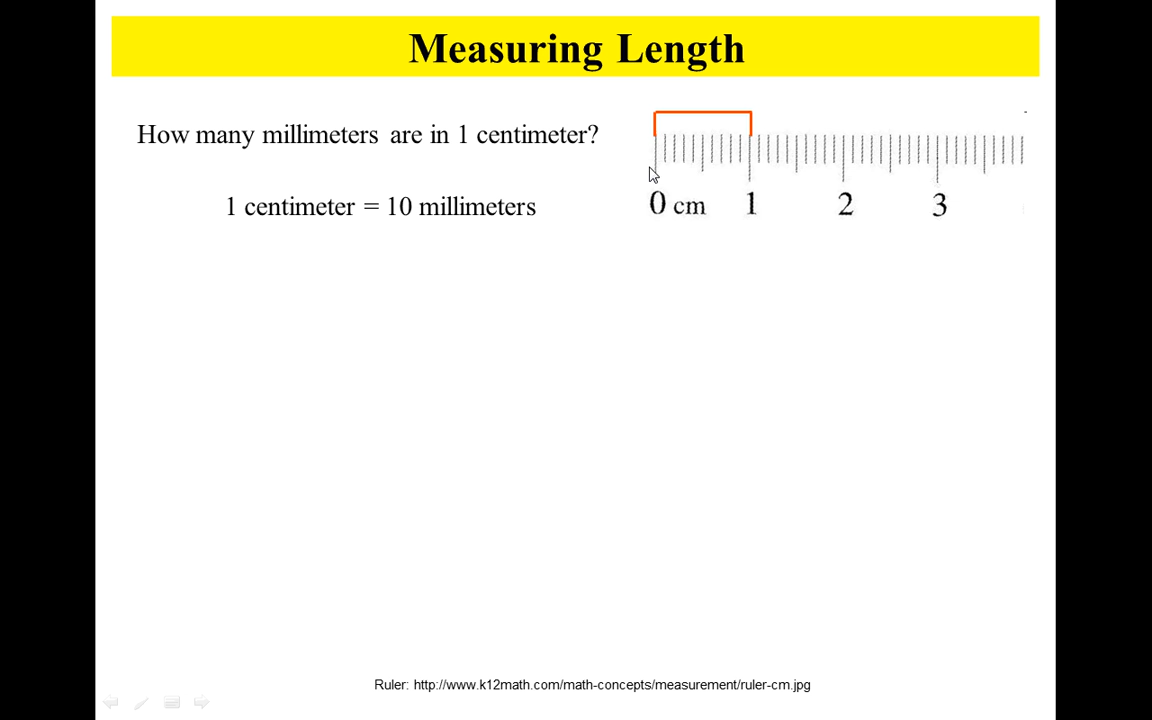 Measuring Length
How many millimeters are in 1 centimeter?
1 centimeter = 10 millimeters
0 cm 1 2 3
Ruler: http://www.k12math.com/math-concepts/measurement/ruler-cm.jpg